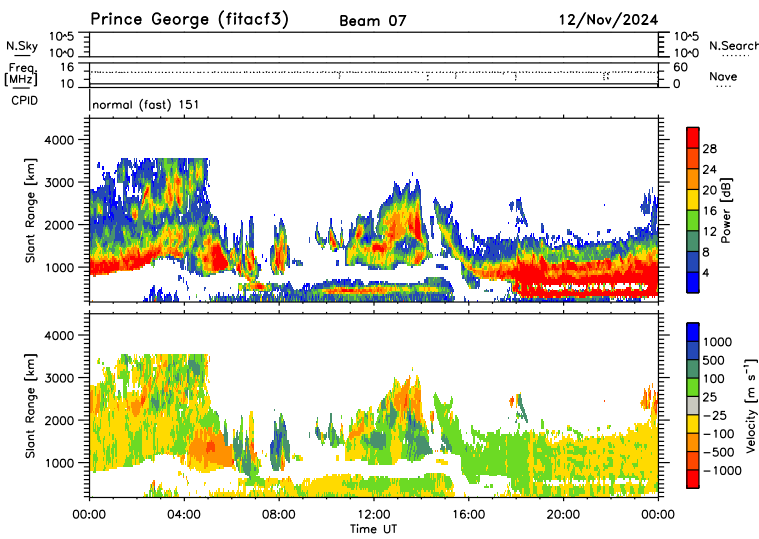 Prince George (fitacf3) Beam 07 12/Nov/2024
N.Sky 10^5 10^0 10^5 10^0 N.Search
Freq. [MHz] 16 10 60 0 Nave
CPID normal (fast) 151
Slant Range [km]
4000
3000
2000
1000
28
24
20
16
12
8
4
Power [dB]
Slant Range [km]
4000
3000
2000
1000
1000
500
100
25
−25
−100
−500
−1000
Velocity [m s⁻¹]
00:00 04:00 08:00 12:00 16:00 20:00 00:00
Time UT